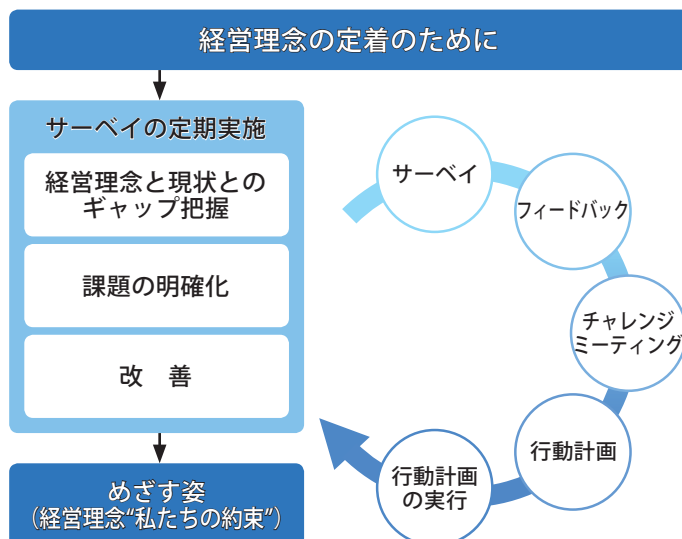 経営理念の定着のために
サーベイの定期実施
経営理念と現状との
ギャップ把握
課題の明確化
改　善
めざす姿
（経営理念“私たちの約束”）
サーベイ
フィードバック
チャレンジ
ミーティング
行動計画
行動計画
の実行